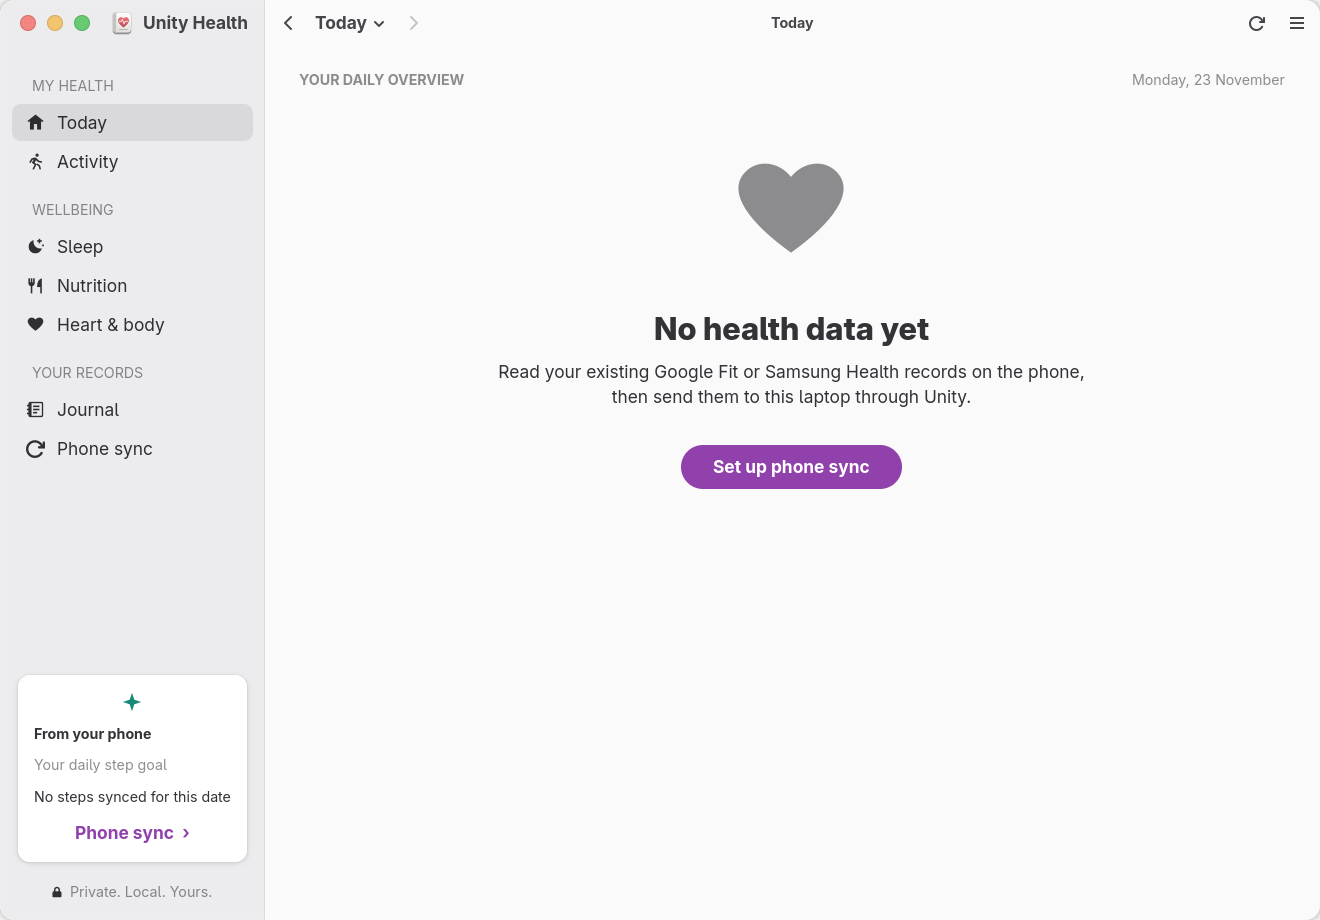 Unity Health
MY HEALTH
Today
Activity
WELLBEING
Sleep
Nutrition
Heart & body
YOUR RECORDS
Journal
Phone sync
From your phone
Your daily step goal
No steps synced for this date
Phone sync ›
Private. Local. Yours.
Today
Today
YOUR DAILY OVERVIEW
Monday, 23 November
No health data yet
Read your existing Google Fit or Samsung Health records on the phone,
then send them to this laptop through Unity.
Set up phone sync